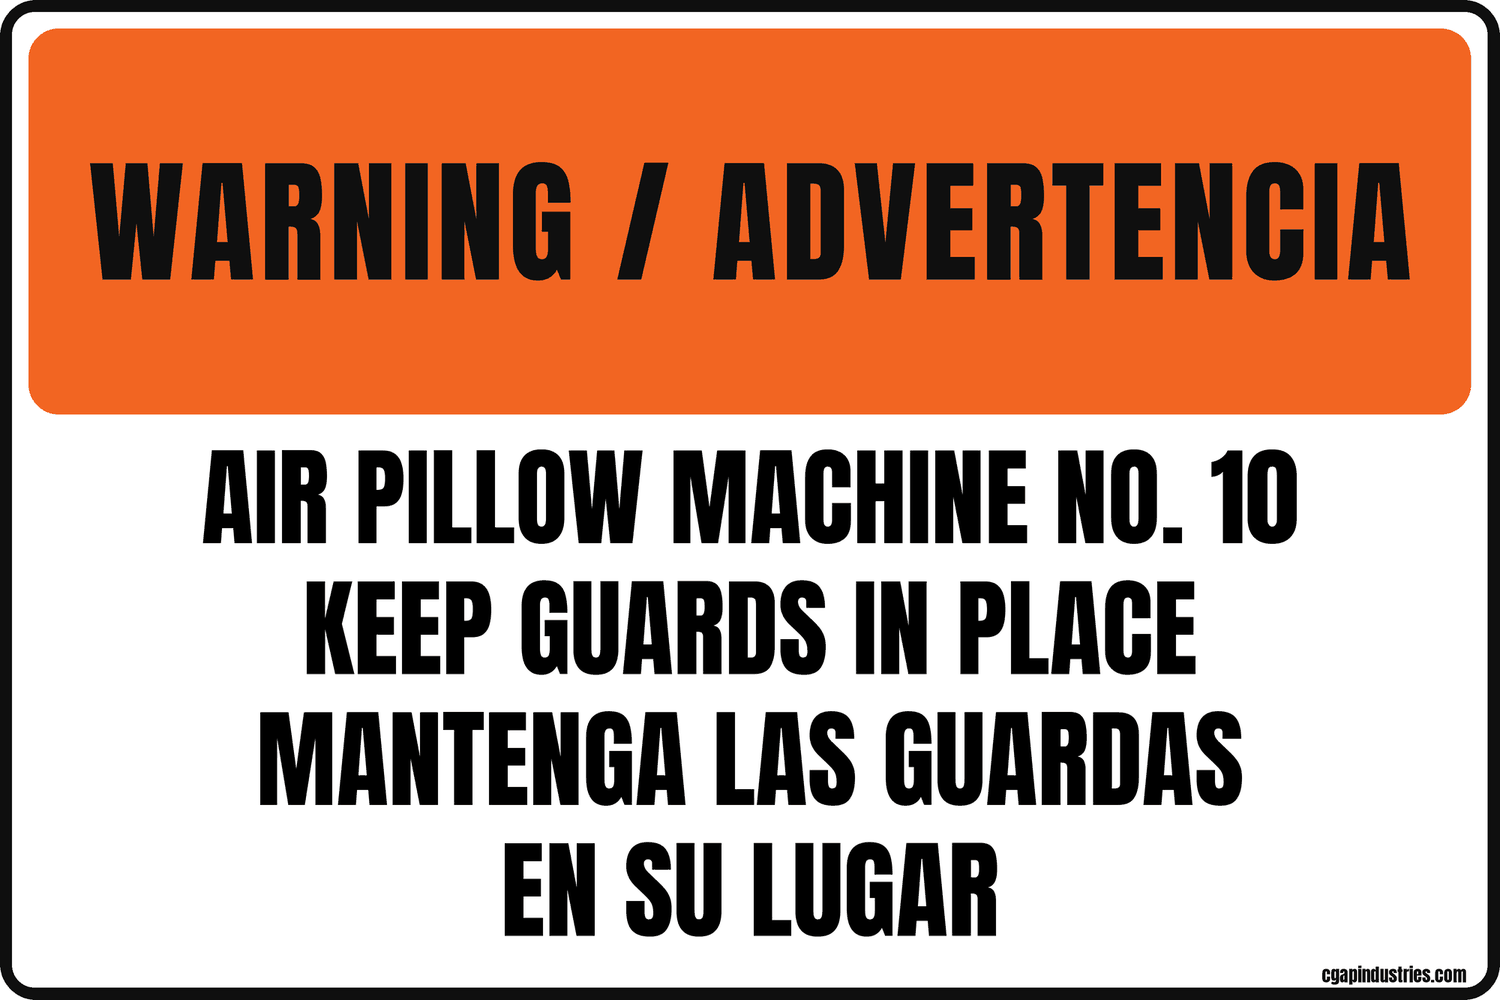 WARNING / ADVERTENCIA
AIR PILLOW MACHINE NO. 10
KEEP GUARDS IN PLACE
MANTENGA LAS GUARDAS
EN SU LUGAR
cgapindustries.com